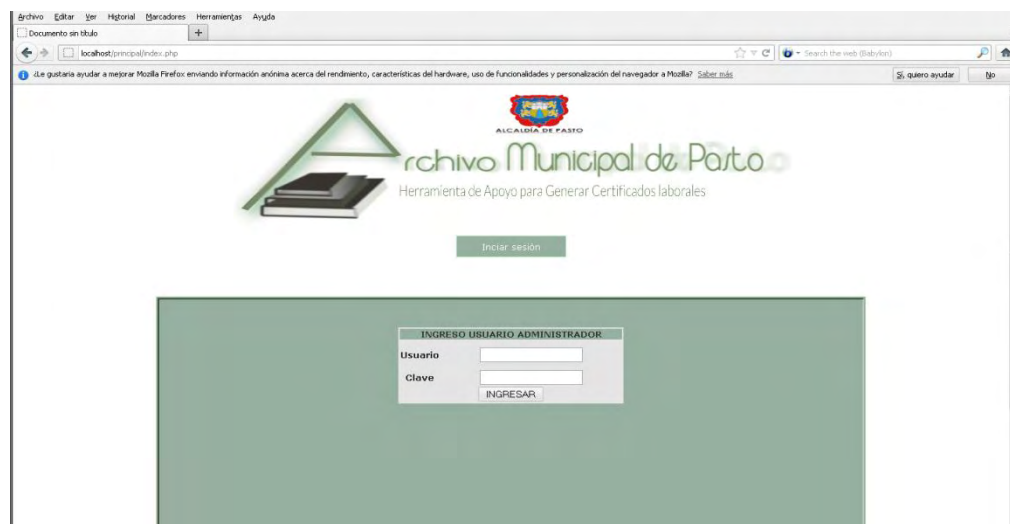 Archivo Editar Ver Historial Marcadores Herramientas Ayuda
Documento sin título +
localhost/principal/index.php Search the web (Babylon)
¿Le gustaria ayudar a mejorar Mozilla Firefox enviando información anónima acerca del rendimiento, características del hardware, uso de funcionalidades y personalización del navegador a Mozilla? Saber más Sí, quiero ayudar No
ALCALDÍA DE PASTO
Archivo Municipal de Pasto
Herramienta de Apoyo para Generar Certificados laborales
Inciar sesión
INGRESO USUARIO ADMINISTRADOR
Usuario
Clave
INGRESAR